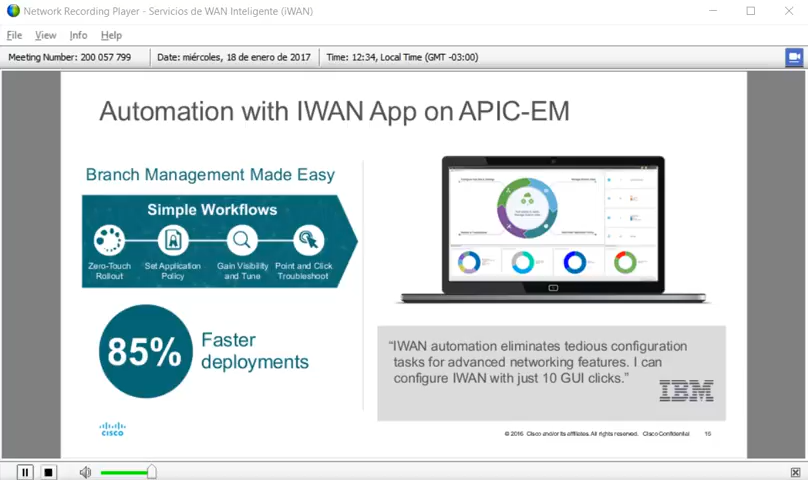 Network Recording Player - Servicios de WAN Inteligente (iWAN)
File View Info Help
Meeting Number: 200 057 799 Date: miércoles, 18 de enero de 2017 Time: 12:34, Local Time (GMT -03:00)
Automation with IWAN App on APIC-EM
Branch Management Made Easy
Simple Workflows
Zero-Touch
Rollout
Set Application
Policy
Gain Visibility
and Tune
Point and Click
Troubleshoot
85%
Faster
deployments
“IWAN automation eliminates tedious configuration
tasks for advanced networking features. I can
configure IWAN with just 10 GUI clicks.”
IBM
CISCO
© 2016 Cisco and/or its affiliates. All rights reserved. Cisco Confidential 16